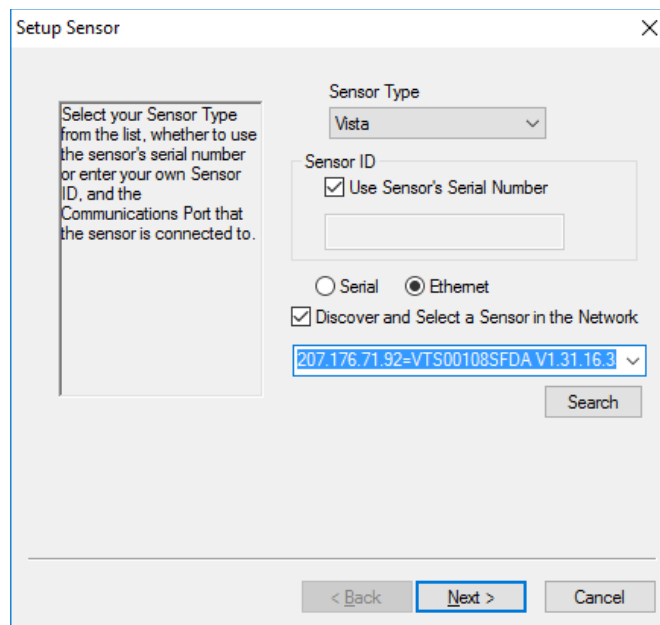 Setup Sensor
Select your Sensor Type
from the list, whether to use
the sensor's serial number
or enter your own Sensor
ID, and the
Communications Port that
the sensor is connected to.
Sensor Type
Vista
Sensor ID
Use Sensor's Serial Number
Serial Ethernet
Discover and Select a Sensor in the Network
207.176.71.92=VTS00108SFDA V1.31.16.3
Search
< Back Next > Cancel